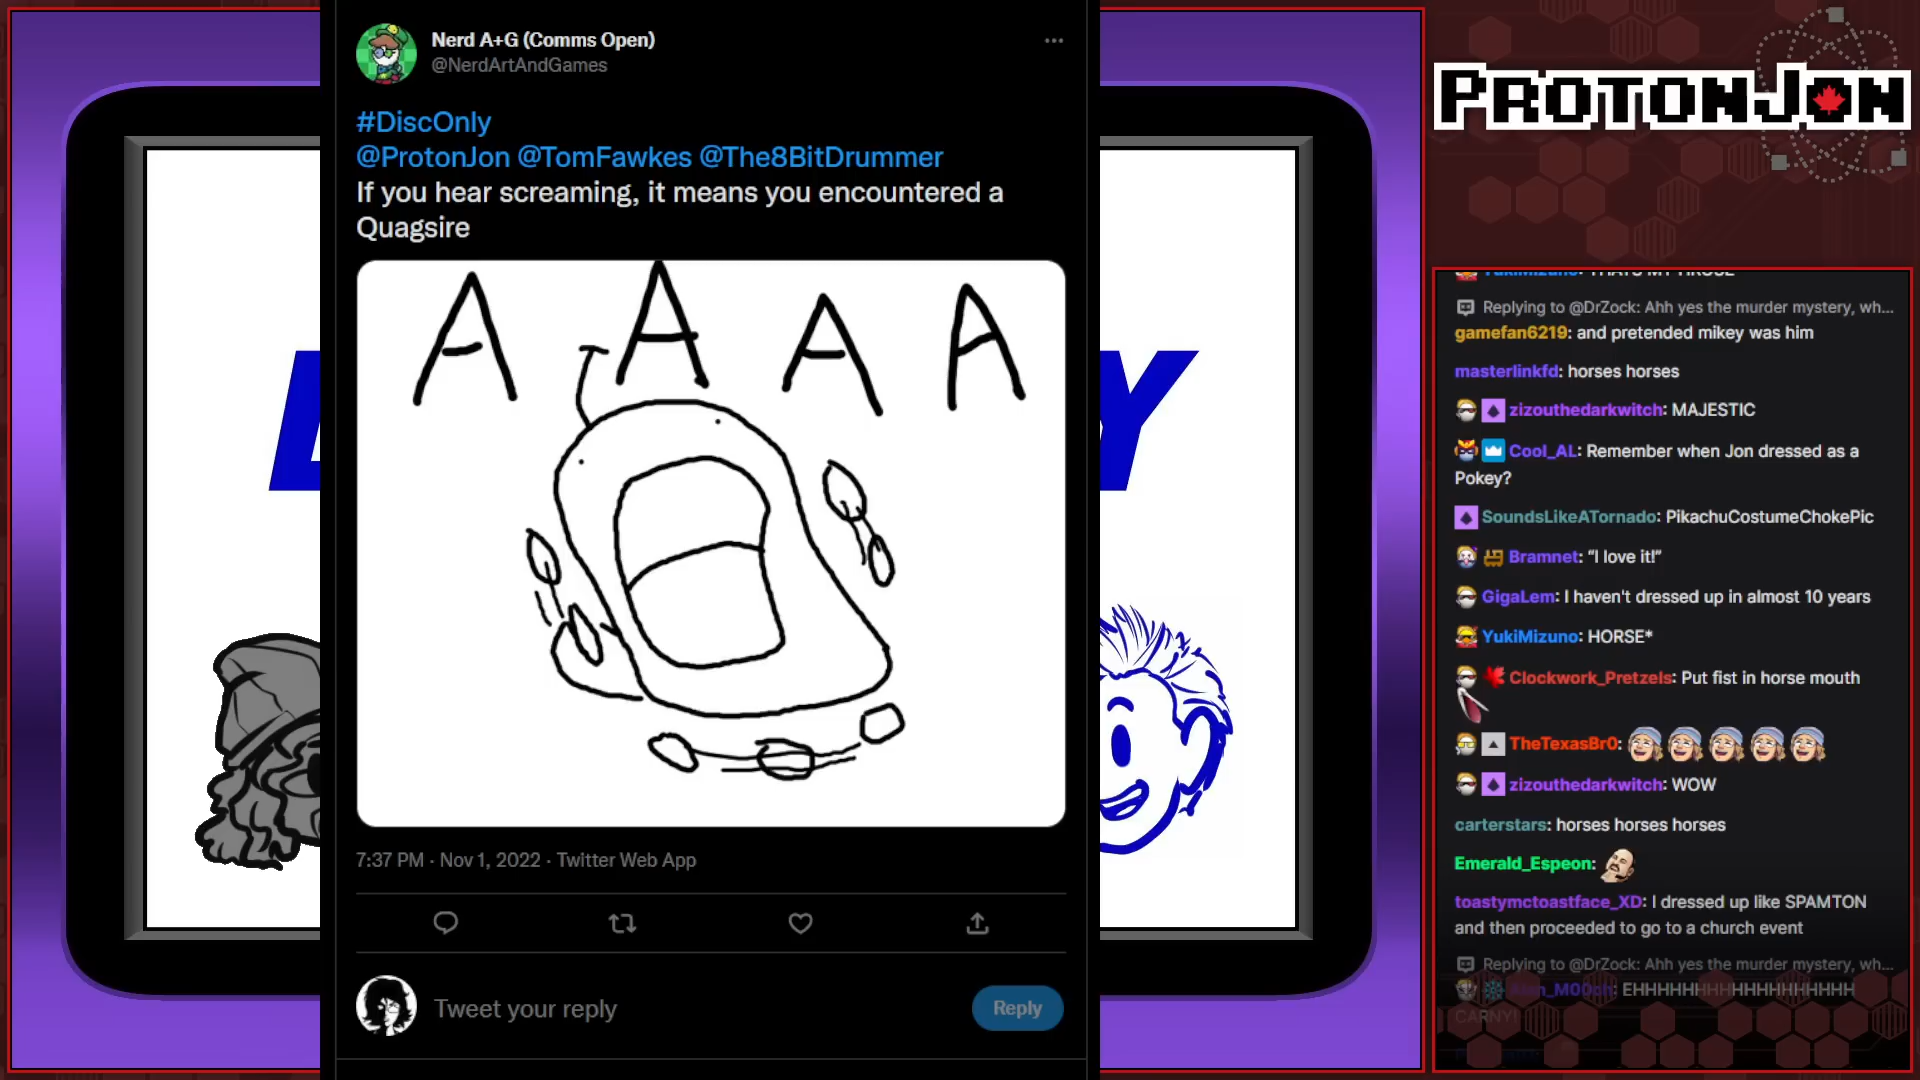 Nerd A+G (Comms Open)
@NerdArtAndGames
#DiscOnly
@ProtonJon @TomFawkes @The8BitDrummer
If you hear screaming, it means you encountered a
Quagsire
A A A A
7:37 PM · Nov 1, 2022 · Twitter Web App
Tweet your reply
Reply
Y
PROTONJON
Replying to @DrZock: Ahh yes the murder mystery, wh...
gamefan6219: and pretended mikey was him
masterlinkfd: horses horses
zizouthedarkwitch: MAJESTIC
Cool_AL: Remember when Jon dressed as a
Pokey?
SoundsLikeATornado: PikachuCostumeChokePic
Bramnet: “I love it!”
GigaLem: I haven't dressed up in almost 10 years
YukiMizuno: HORSE*
Clockwork_Pretzels: Put fist in horse mouth
TheTexasBr0:
zizouthedarkwitch: WOW
carterstars: horses horses horses
Emerald_Espeon:
toastymctoastface_XD: I dressed up like SPAMTON
and then proceeded to go to a church event
Replying to @DrZock: Ahh yes the murder mystery, wh...
EHHHHHHHHHHHHHHHHHH
CARNY!